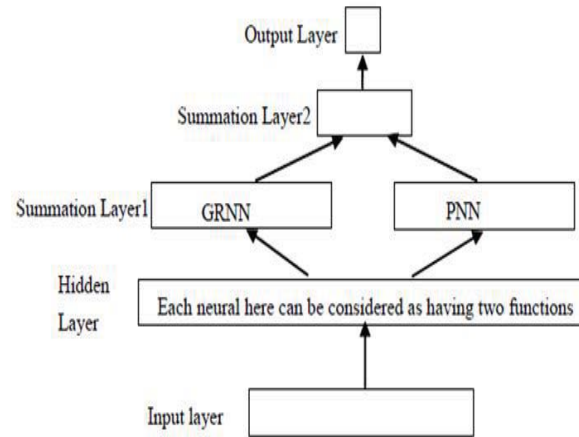 Output Layer
Summation Layer2
Summation Layer1
GRNN
PNN
Hidden
Layer
Each neural here can be considered as having two functions
Input layer